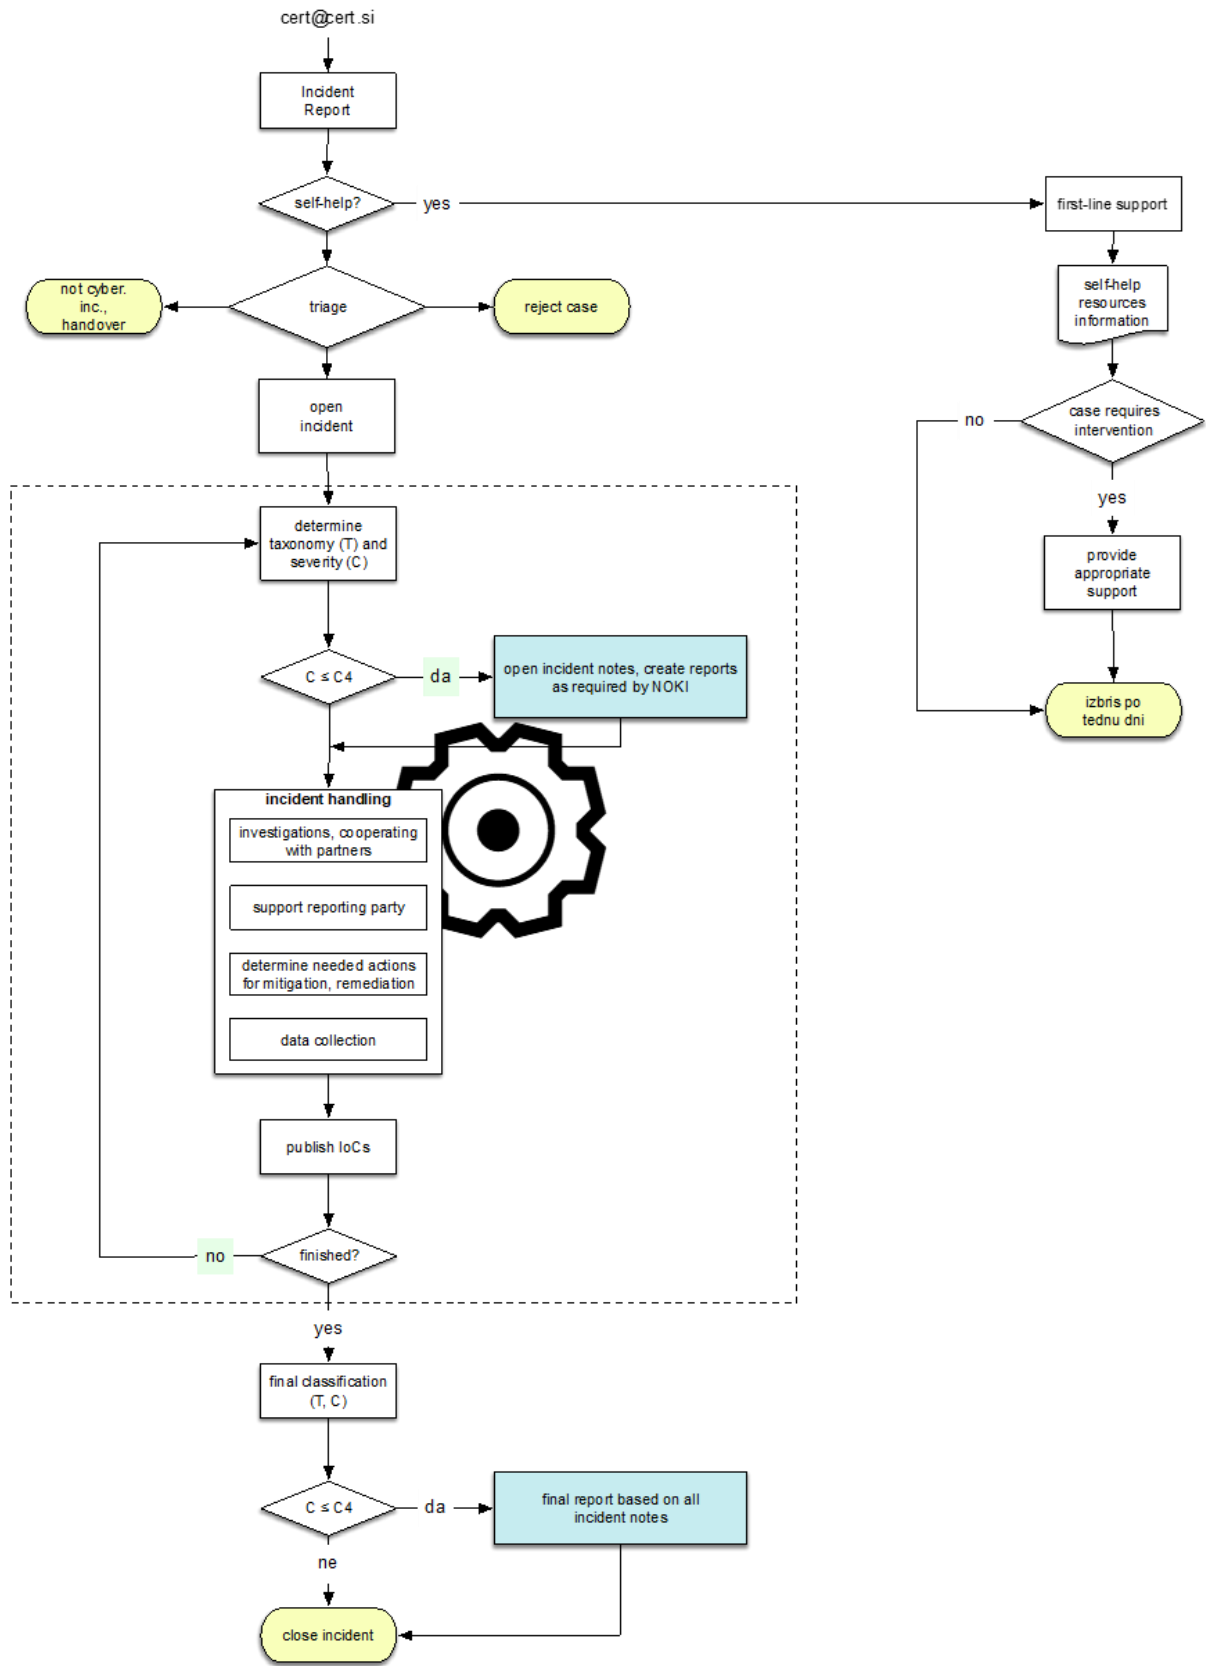 cert@cert.si
Incident
Report
self-help?
yes
first-line support
not cyber.
inc.,
handover
triage
reject case
self-help
resources
information
open
incident
no
case requires
intervention
yes
determine
taxonomy (T) and
severity (C)
provide
appropriate
support
C ≤ C4
da
open incident notes, create reports
as required by NOKI
izbris po
tednu dni
incident handling
investigations, cooperating
with partners
support reporting party
determine needed actions
for mitigation, remediation
data collection
publish IoCs
no
finished?
yes
final classification
(T, C)
C ≤ C4
da
final report based on all
incident notes
ne
close incident